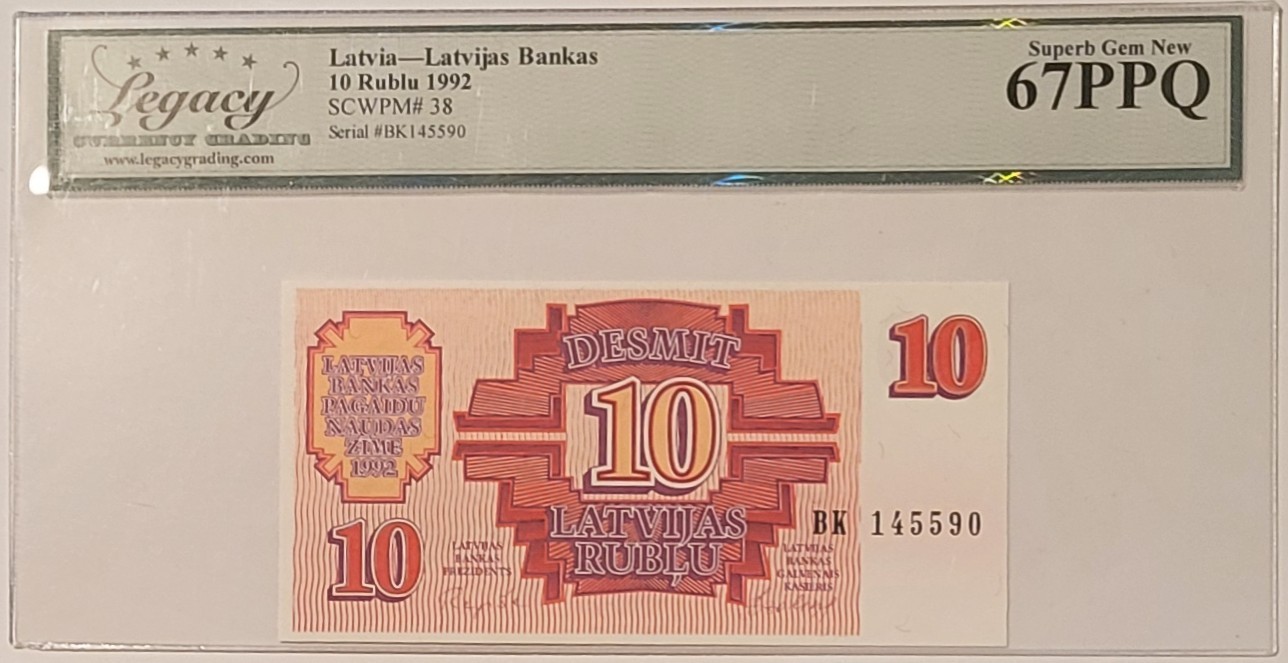 Legacy
CURRENCY GRADING
www.legacygrading.com
Latvia—Latvijas Bankas
10 Rublu 1992
SCWPM# 38
Serial #BK145590
Superb Gem New
67PPQ
LATVIJAS
BANKAS
PAGAIDU
NAUDAS
ZĪME
1992
10
DESMIT
10
LATVIJAS
RUBĻU
10
BK 145590
LATVIJAS
BANKAS
PREZIDENTS
LATVIJAS
BANKAS
GALVENAIS
KASIERIS